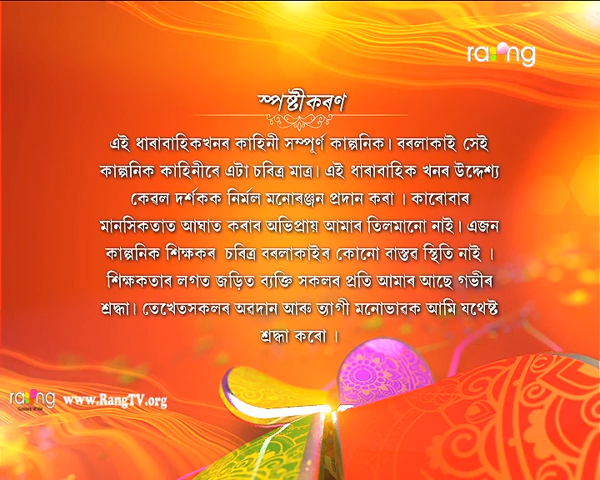 rang
স্পষ্টীকৰণ
এই ধাৰাবাহিকখনৰ কাহিনী সম্পূৰ্ণ কাল্পনিক। বৰলাকাই সেই
কাল্পনিক কাহিনীৰে এটা চৰিত্ৰ মাত্ৰ। এই ধাৰাবাহিক খনৰ উদ্দেশ্য
কেৱল দৰ্শকক নিৰ্মল মনোৰঞ্জন প্ৰদান কৰা । কাৰোবাৰ
মানসিকতাত আঘাত কৰাৰ অভিপ্ৰায় আমাৰ তিলমানো নাই। এজন
কাল্পনিক শিক্ষকৰ চৰিত্ৰ বৰলাকাইৰ কোনো বাস্তৱ স্থিতি নাই ।
শিক্ষকতাৰ লগত জড়িত ব্যক্তি সকলৰ প্ৰতি আমাৰ আছে গভীৰ
শ্ৰদ্ধা। তেখেতসকলৰ অৱদান আৰু ত্যাগী মনোভাৱক আমি যথেষ্ট
শ্ৰদ্ধা কৰো ।
rang www.RangTV.org